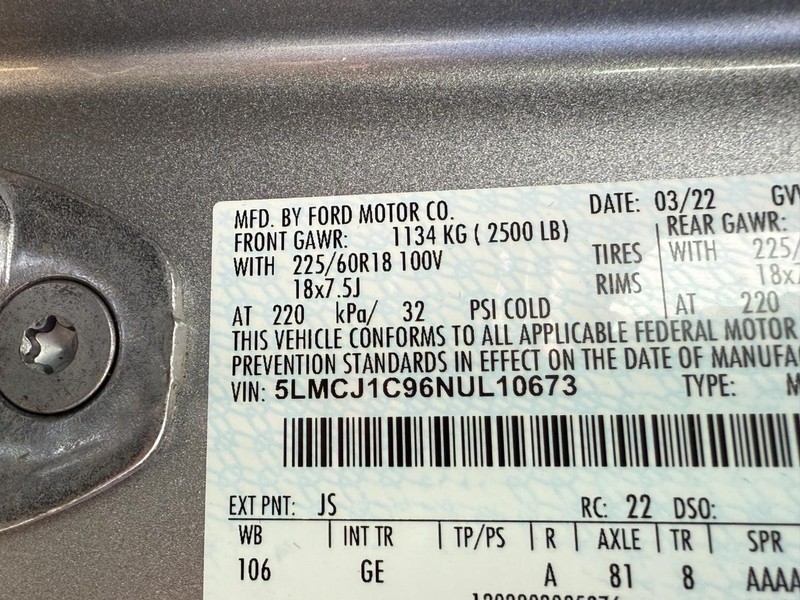 MFD. BY FORD MOTOR CO.
DATE: 03/22
FRONT GAWR: 1134 KG ( 2500 LB)
REAR GAWR:
WITH 225/60R18 100V TIRES WITH 225/
18x7.5J RIMS
AT 220 kPa/ 32 PSI COLD AT 220
THIS VEHICLE CONFORMS TO ALL APPLICABLE FEDERAL MOTOR
PREVENTION STANDARDS IN EFFECT ON THE DATE OF MANUFA
VIN: 5LMCJ1C96NUL10673 TYPE:
EXT PNT: JS RC: 22 DSO:
WB INT TR TP/PS R AXLE TR SPR
106 GE A 81 8 AAAA